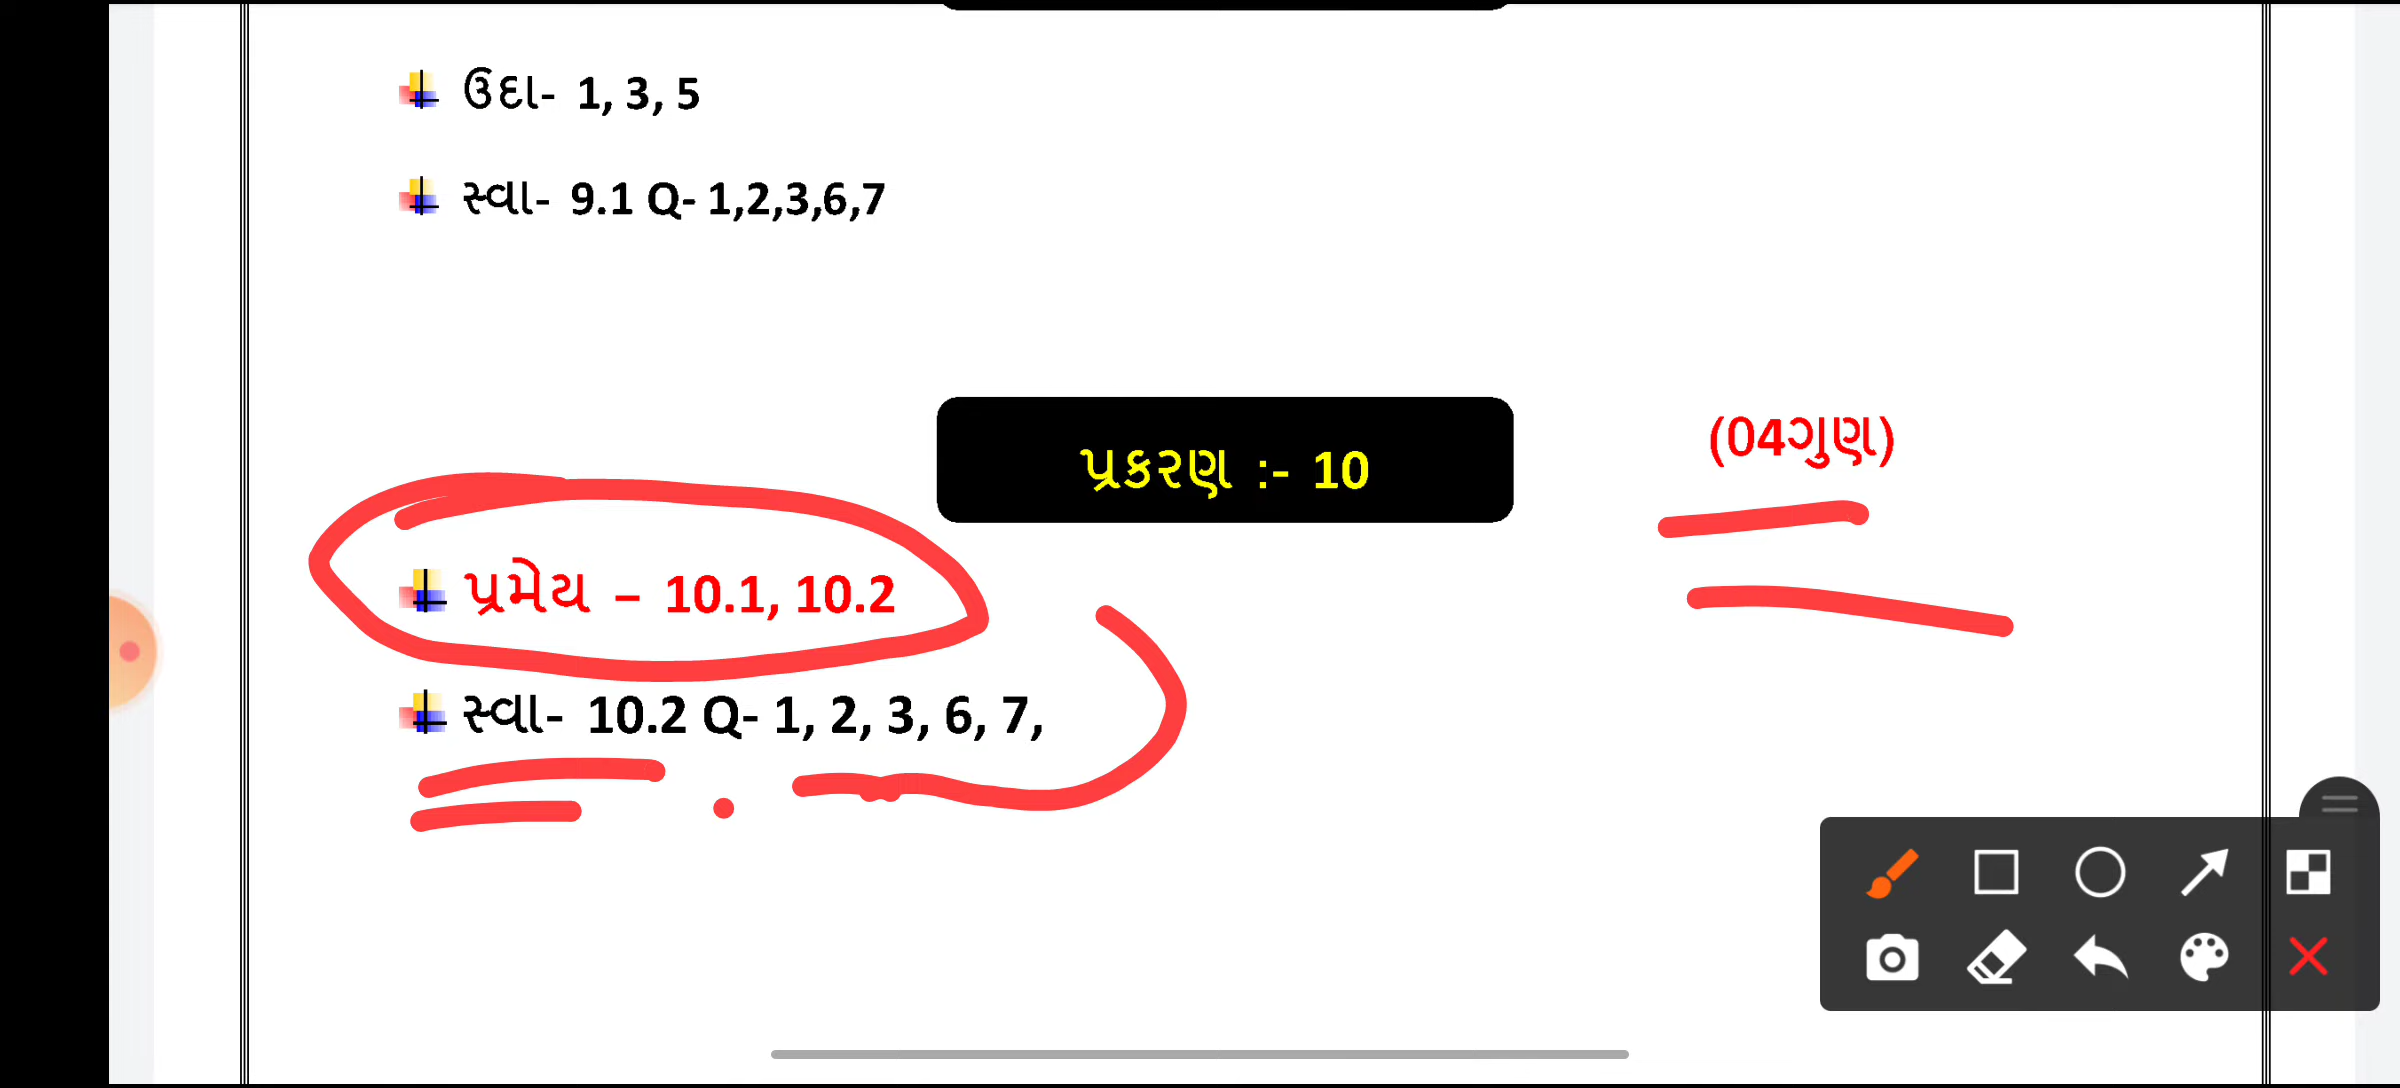 ઉદા- 1, 3, 5
સ્વા- 9.1 Q- 1,2,3,6,7
પ્રકરણ :- 10
(04ગુણ)
પ્રમેય – 10.1, 10.2
સ્વા- 10.2 Q- 1, 2, 3, 6, 7,